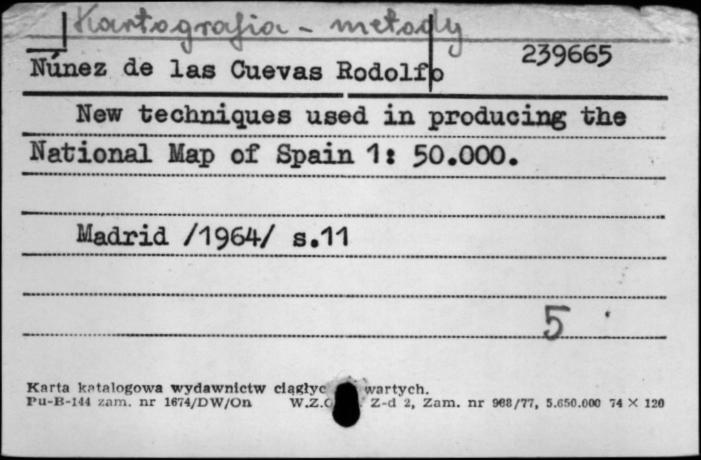 Kartografia - metody
239665
Núnez de las Cuevas Rodolfo
New techniques used in producing the
National Map of Spain 1: 50.000.
Madrid /1964/ s.11
5
Karta katalogowa wydawnictw ciągłyc wartych.
Pu-B-144 zam. nr 1674/DW/On W.Z.G. Z-d 2, Zam. nr 968/77, 5.650.000 74 × 120